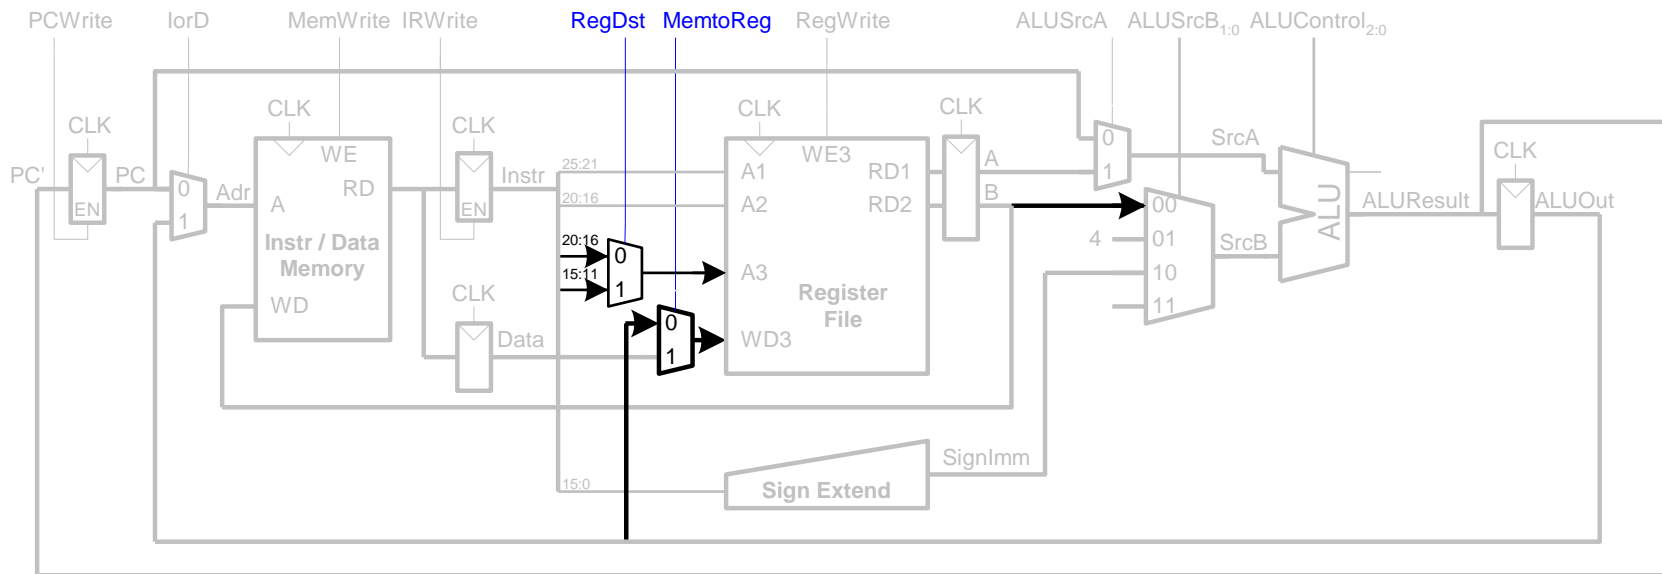 PCWrite IorD MemWrite IRWrite RegDst MemtoReg RegWrite ALUSrcA ALUSrcB1:0 ALUControl2:0
CLK CLK CLK CLK CLK CLK
PC' PC 0 1 Adr EN
A WE RD
Instr / Data
Memory
WD
EN Instr
CLK Data
25:21 A1 WE3 RD1 A
20:16 A2 RD2 B
20:16 0
15:11 1 A3
Register
File
0 1 WD3
15:0 Sign Extend SignImm
0 1 SrcA
00
4 01 SrcB
10
11
ALU ALUResult ALUOut